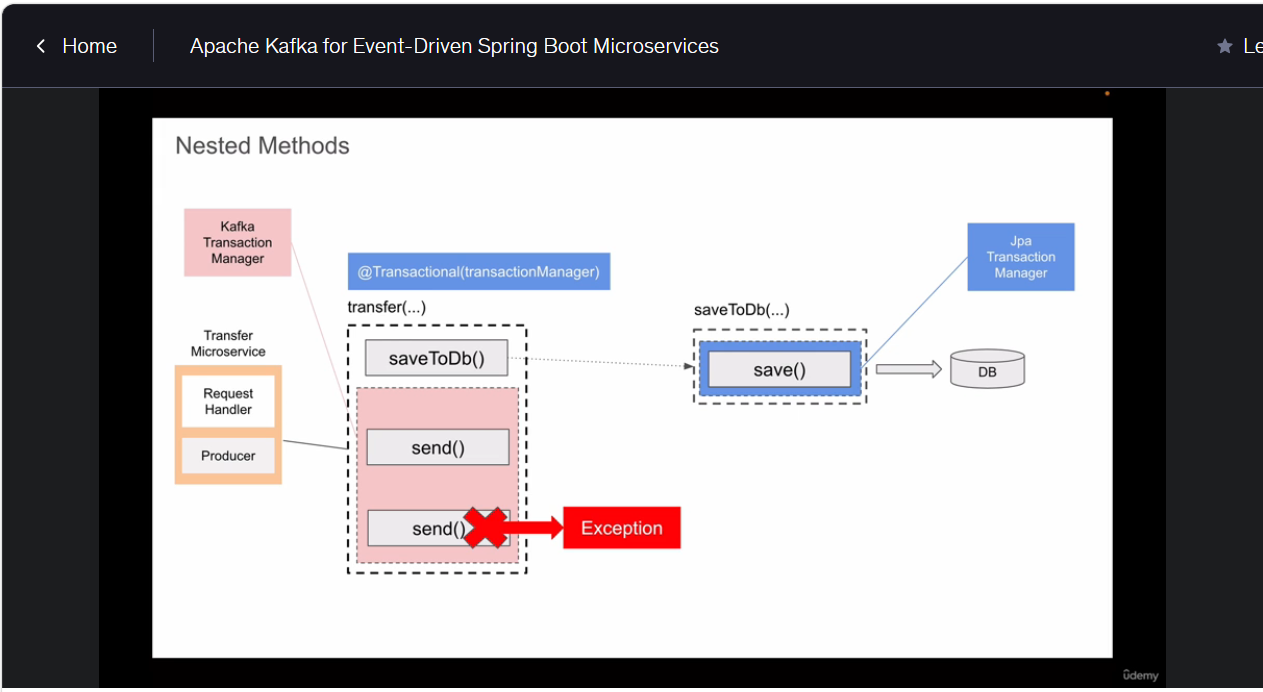 Home
Apache Kafka for Event-Driven Spring Boot Microservices
Le
Nested Methods
Kafka
Transaction
Manager
@Transactional(transactionManager)
transfer(...)
saveToDb(...)
Jpa
Transaction
Manager
Transfer
Microservice
Request
Handler
Producer
saveToDb()
send()
send()
Exception
save()
DB
ûdemy